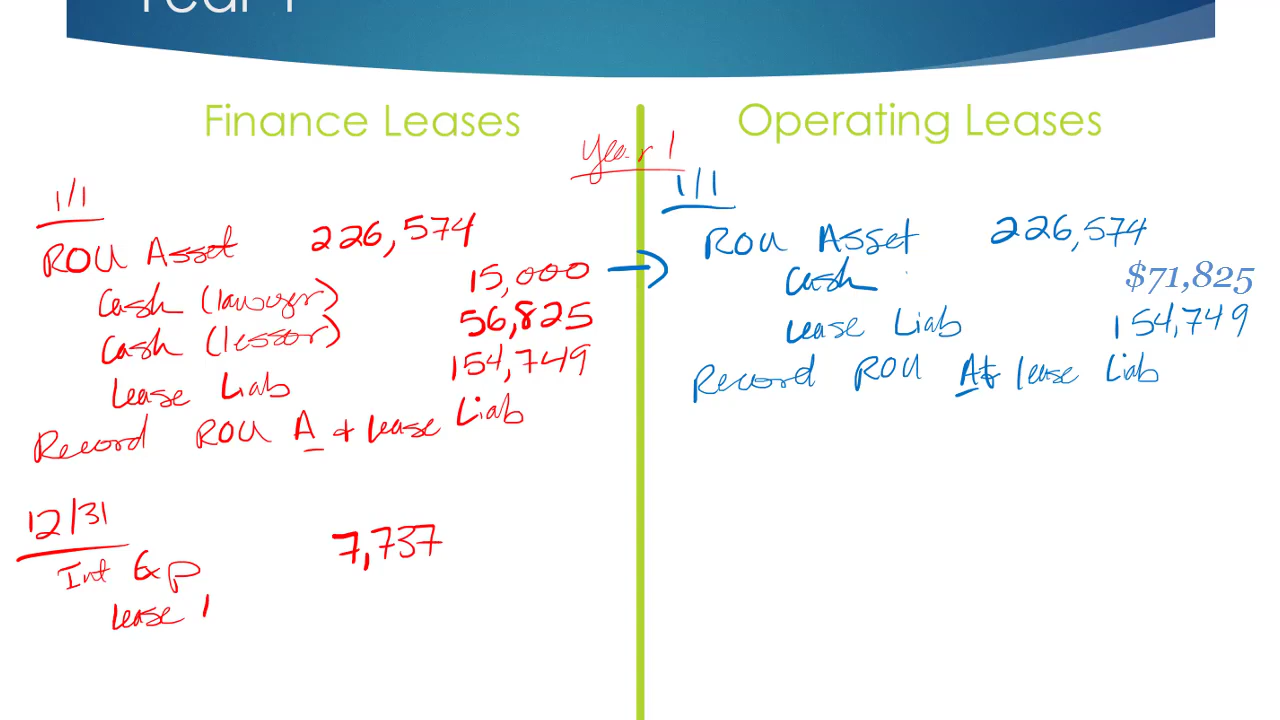 Year 1
Finance Leases
Operating Leases
Year 1
1/1
ROU Asset 226,574
Cash (lawyer) 15,000
Cash (lessor) 56,825
Lease Liab 154,749
Record ROU A + Lease Liab
12/31
Int Exp 7,737
Lease l
1/1
ROU Asset 226,574
Cash $71,825
Lease Liab 154,749
Record ROU A + lease Liab